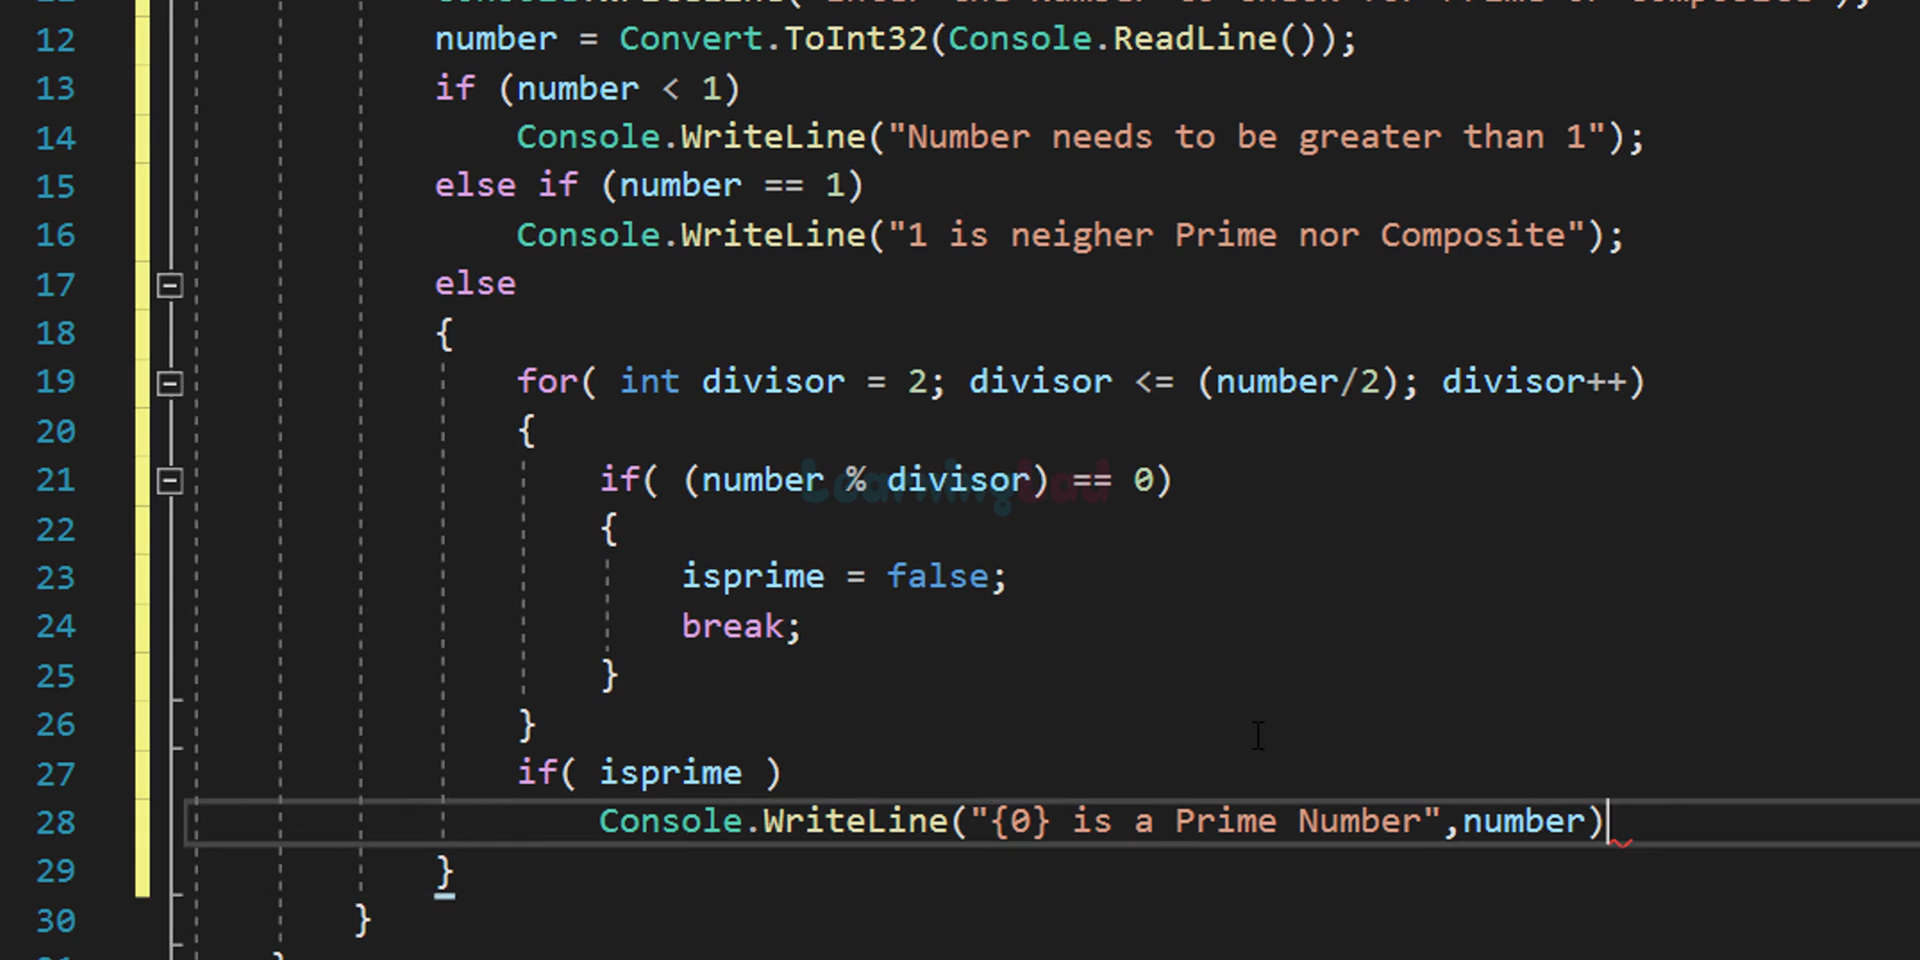 12 number = Convert.ToInt32(Console.ReadLine());
13 if (number < 1)
14 Console.WriteLine("Number needs to be greater than 1");
15 else if (number == 1)
16 Console.WriteLine("1 is neigher Prime nor Composite");
17 else
18 {
19 for( int divisor = 2; divisor <= (number/2); divisor++)
20 {
21 if( (number % divisor) == 0)
22 {
23 isprime = false;
24 break;
25 }
26 }
27 if( isprime )
28 Console.WriteLine("{0} is a Prime Number",number)
29 }
30 }